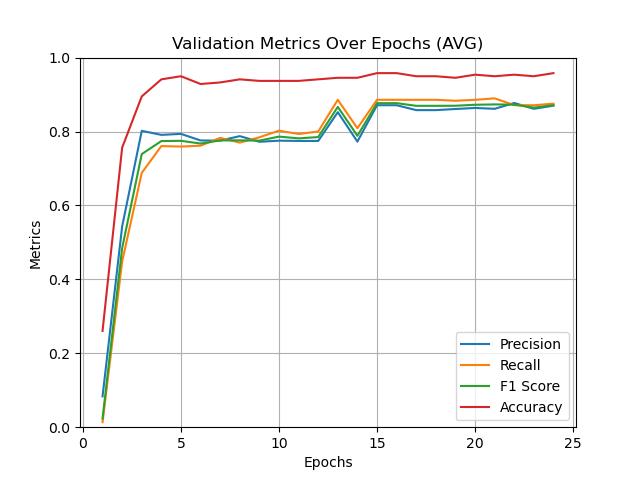 Validation Metrics Over Epochs (AVG)
1.0
0.8
0.6
0.4
0.2
0.0
Metrics
0 5 10 15 20 25
Epochs
Precision
Recall
F1 Score
Accuracy